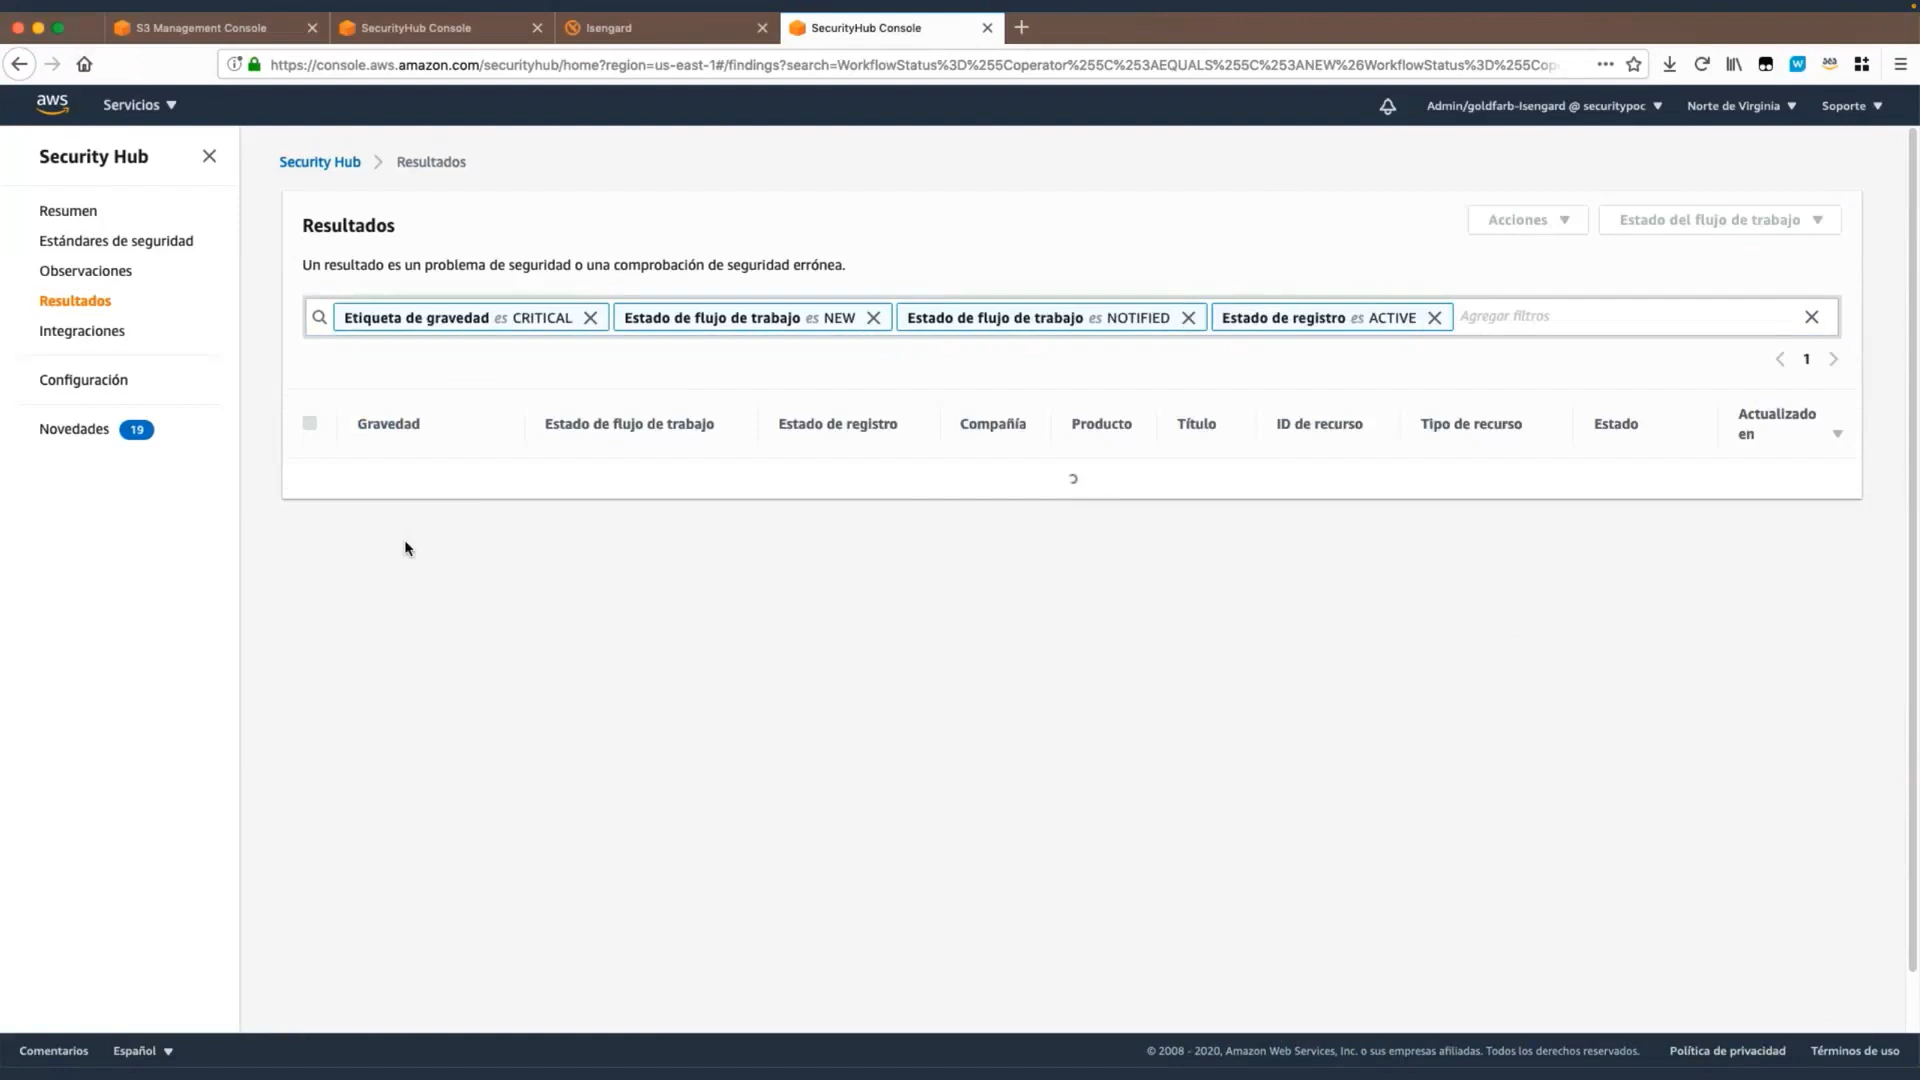 S3 Management Console
SecurityHub Console
Isengard
SecurityHub Console
https://console.aws.amazon.com/securityhub/home?region=us-east-1#/findings?search=WorkflowStatus%3D%255Coperator%255C%253AEQUALS%255C%253ANEW%26WorkflowStatus%3D%255Cop
aws
Servicios
Admin/goldfarb-Isengard @ securitypoc
Norte de Virginia
Soporte
Security Hub
Resumen
Estándares de seguridad
Observaciones
Resultados
Integraciones
Configuración
Novedades 19
Security Hub > Resultados
Resultados
Acciones
Estado del flujo de trabajo
Un resultado es un problema de seguridad o una comprobación de seguridad errónea.
Etiqueta de gravedad es CRITICAL
Estado de flujo de trabajo es NEW
Estado de flujo de trabajo es NOTIFIED
Estado de registro es ACTIVE
Agregar filtros
1
Gravedad
Estado de flujo de trabajo
Estado de registro
Compañía
Producto
Título
ID de recurso
Tipo de recurso
Estado
Actualizado
en
Comentarios
Español
© 2008 - 2020, Amazon Web Services, Inc. o sus empresas afiliadas. Todos los derechos reservados.
Política de privacidad
Términos de uso